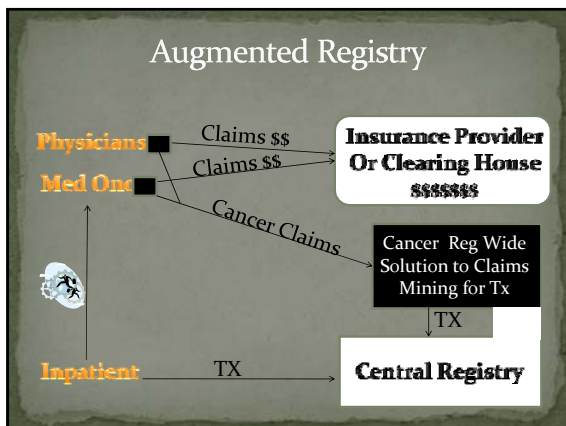 Augmented Registry
Physicians
Claims $$
Insurance Provider
Or Clearing House
$$$$$$$
Med Onc
Claims $$
Cancer Claims
Cancer Reg Wide
Solution to Claims
Mining for Tx
TX
Inpatient
TX
Central Registry